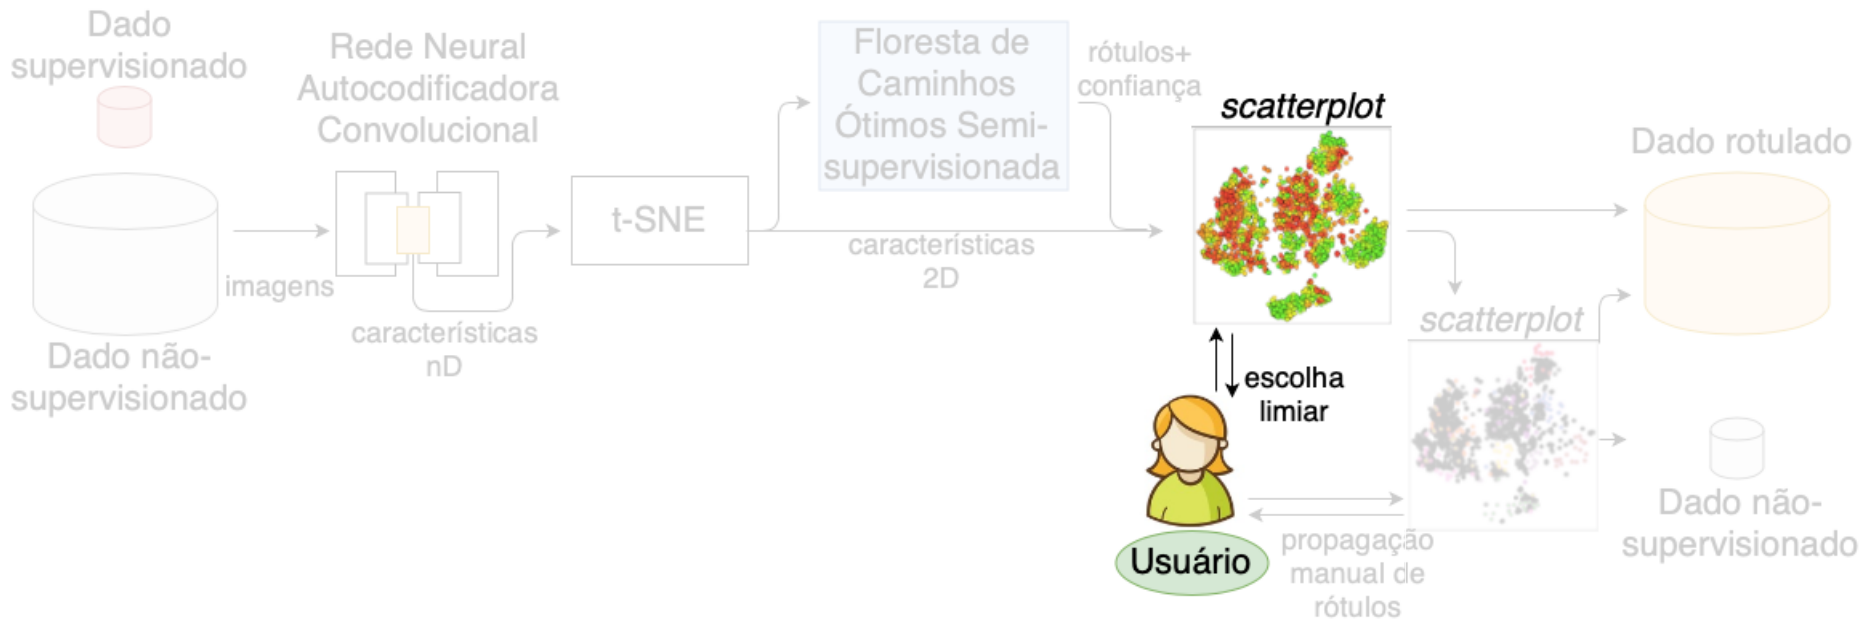 Dado
supervisionado
Rede Neural
Autocodificadora
Convolucional
Floresta de
Caminhos
Ótimos Semi-
supervisionada
rótulos+
confiança
scatterplot
Dado rotulado
t-SNE
características
2D
imagens
características
nD
Dado não-
supervisionado
escolha
limiar
scatterplot
Usuário
propagação
manual de
rótulos
Dado não-
supervisionado